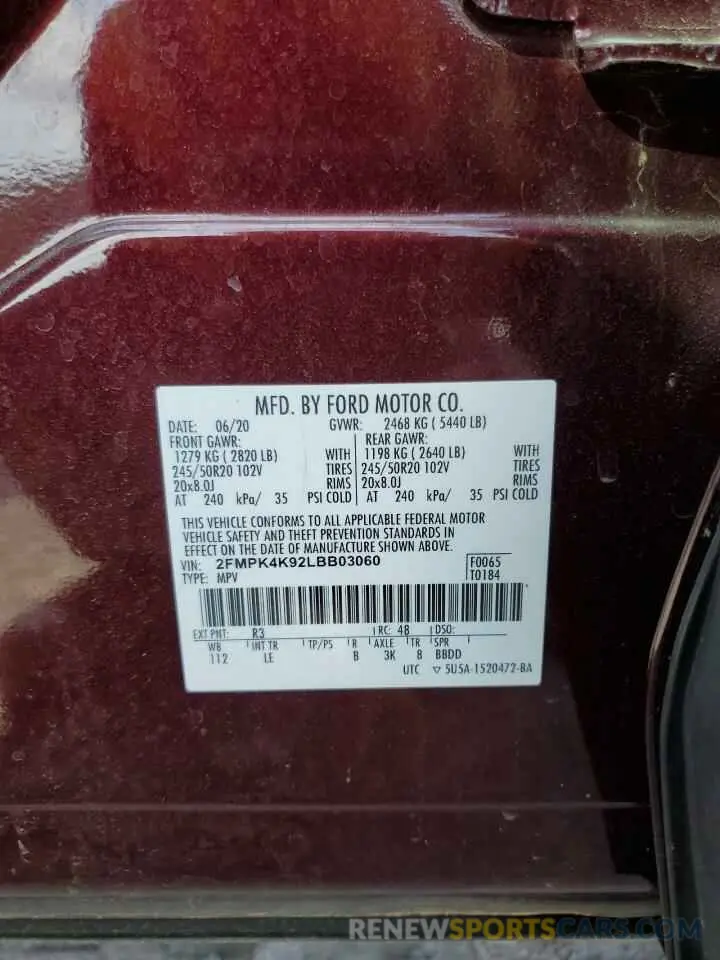 MFD. BY FORD MOTOR CO.
DATE: 06/20 GVWR: 2468 KG ( 5440 LB)
FRONT GAWR: REAR GAWR:
1279 KG ( 2820 LB) WITH 1198 KG ( 2640 LB) WITH
245/50R20 102V TIRES 245/50R20 102V TIRES
20x8.0J RIMS 20x8.0J RIMS
AT 240 kPa/ 35 PSI COLD AT 240 kPa/ 35 PSI COLD
THIS VEHICLE CONFORMS TO ALL APPLICABLE FEDERAL MOTOR
VEHICLE SAFETY AND THEFT PREVENTION STANDARDS IN
EFFECT ON THE DATE OF MANUFACTURE SHOWN ABOVE.
VIN: 2FMPK4K92LBB03060 F0065
TYPE: MPV T0184
EXT PNT: R3 RC: 48 DSO:
WB INT TR TP/PS R AXLE TR SPR
112 LE B 3K 8 BBDD
UTC ▽ 5U5A-1520472-BA
RENEWSPORTSCARS.COM